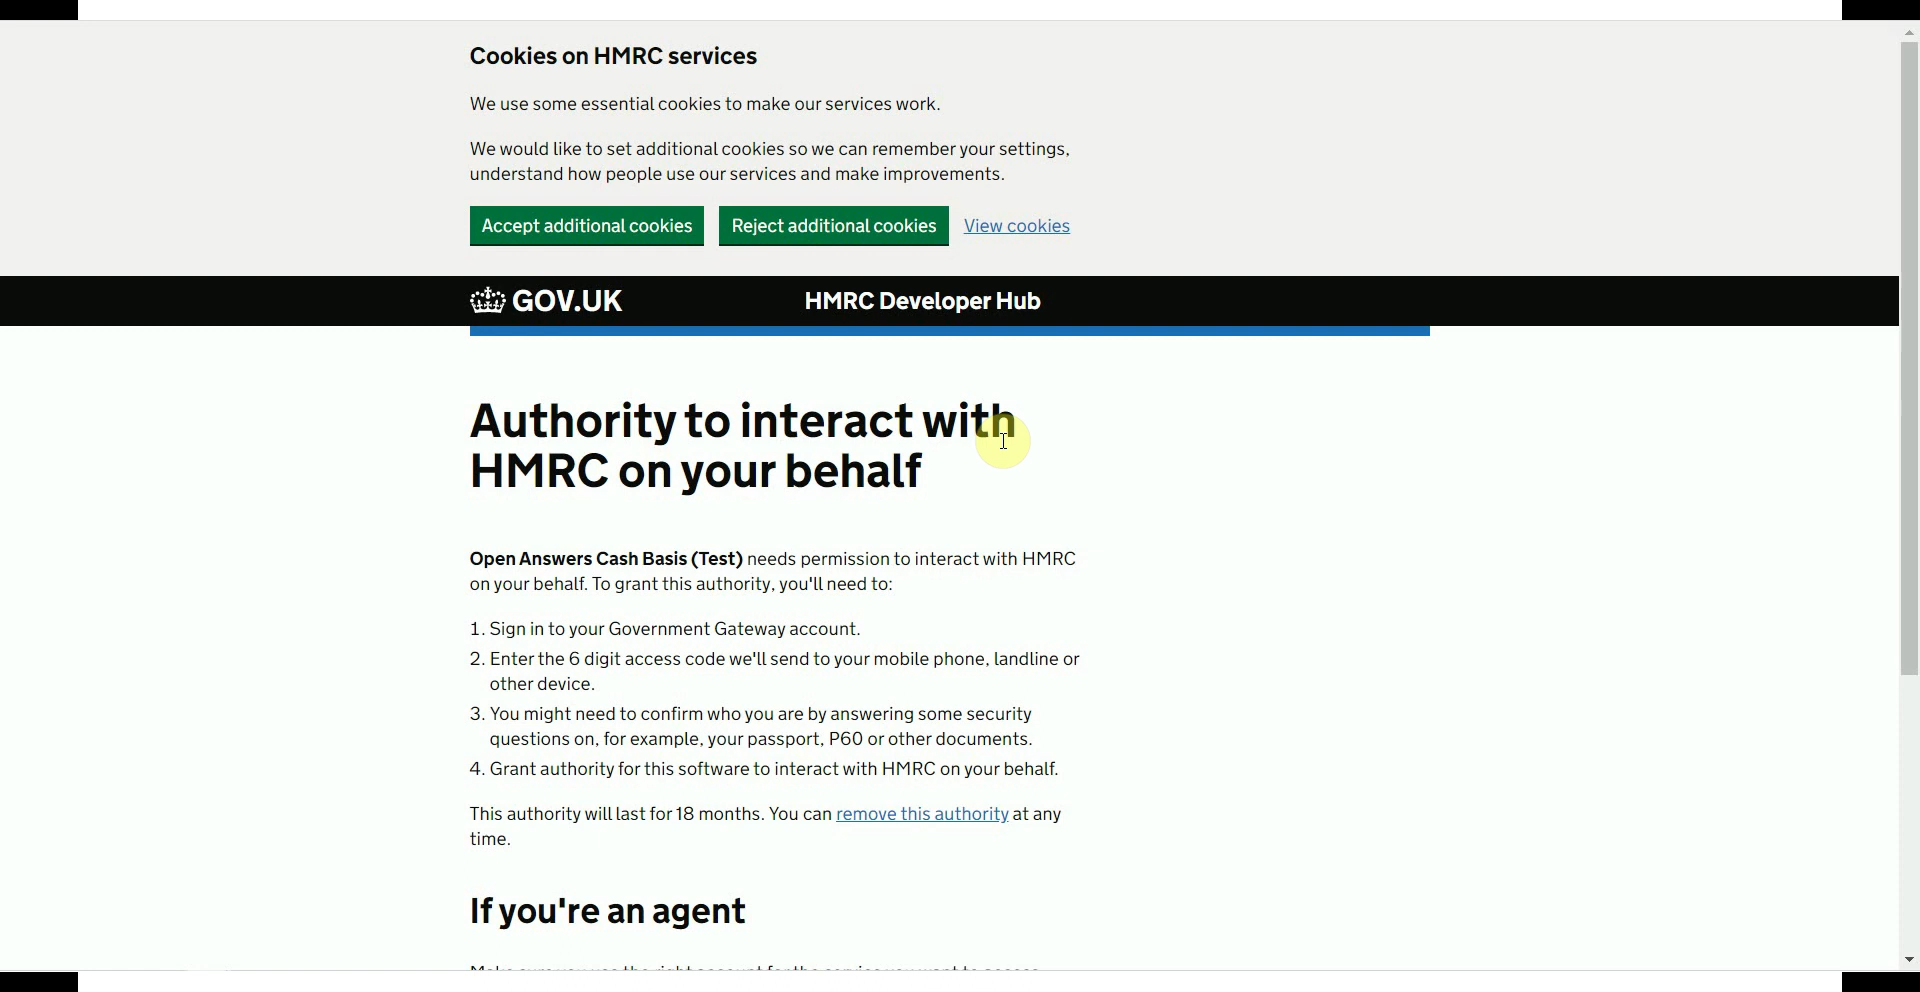 Cookies on HMRC services
We use some essential cookies to make our services work.
We would like to set additional cookies so we can remember your settings,
understand how people use our services and make improvements.
Accept additional cookies Reject additional cookies View cookies
GOV.UK HMRC Developer Hub
Authority to interact with
HMRC on your behalf
Open Answers Cash Basis (Test) needs permission to interact with HMRC
on your behalf. To grant this authority, you'll need to:
1. Sign in to your Government Gateway account.
2. Enter the 6 digit access code we'll send to your mobile phone, landline or
other device.
3. You might need to confirm who you are by answering some security
questions on, for example, your passport, P60 or other documents.
4. Grant authority for this software to interact with HMRC on your behalf.
This authority will last for 18 months. You can remove this authority at any
time.
If you're an agent